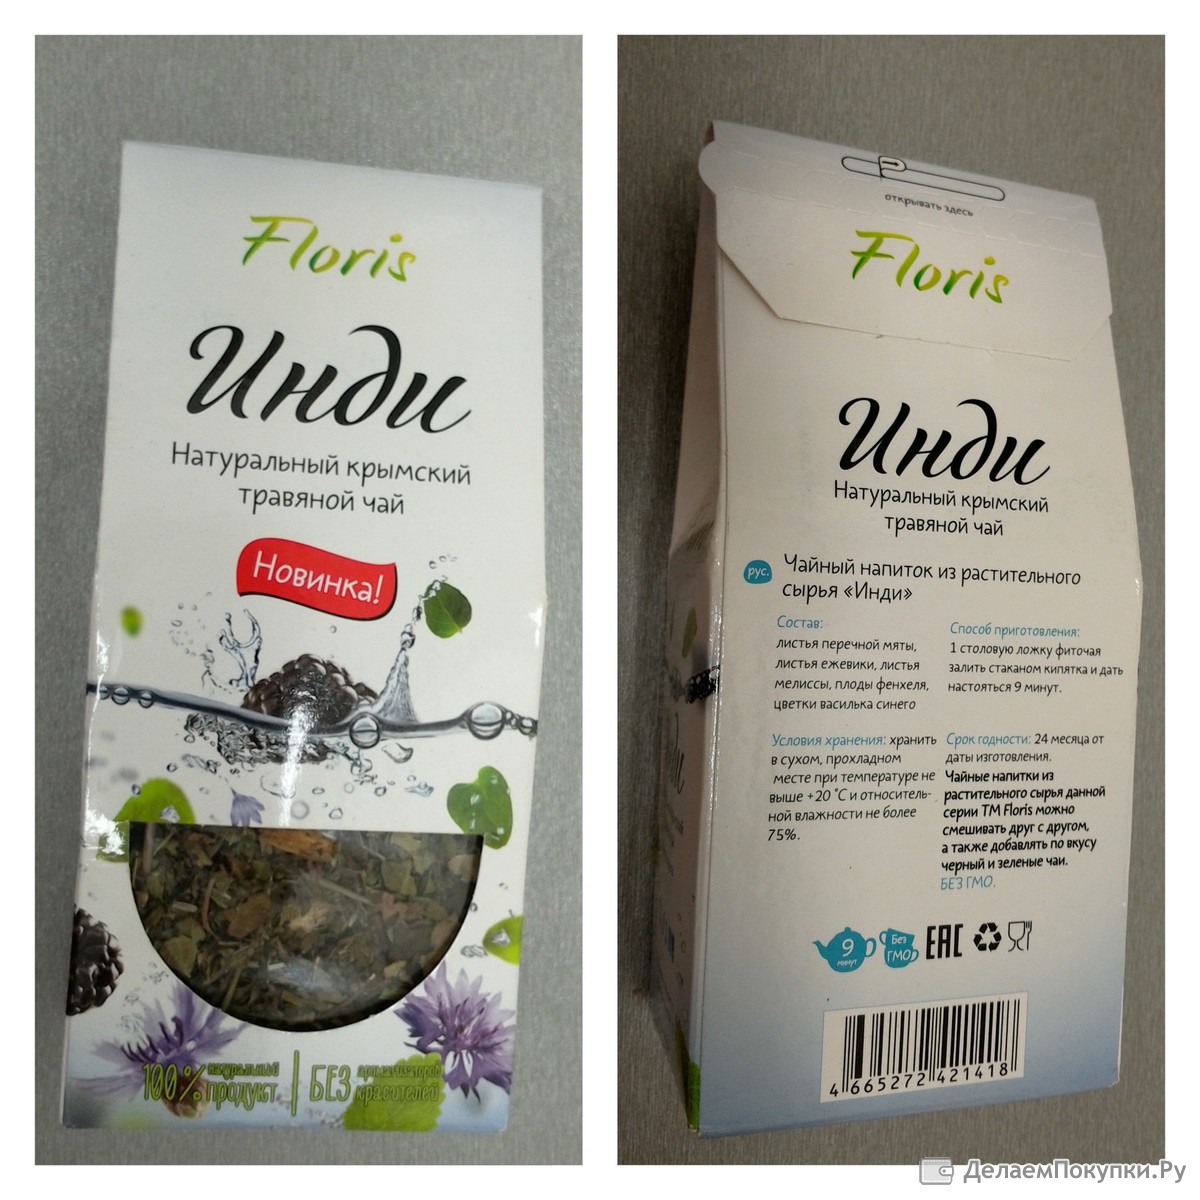 Floris
Инди
Натуральный крымский
травяной чай
Новинка!
100% натуральный
продукт
БЕЗ ароматизаторов
красителей
открывать здесь
Floris
Инди
Натуральный крымский
травяной чай
рус.
Чайный напиток из растительного
сырья «Инди»
Состав:
листья перечной мяты,
листья ежевики, листья
мелиссы, плоды фенхеля,
цветки василька синего
Способ приготовления:
1 столовую ложку фиточая
залить стаканом кипятка и дать
настояться 9 минут.
Условия хранения: хранить
в сухом, прохладном
месте при температуре не
выше +20 °С и относитель-
ной влажности не более
75%.
Срок годности: 24 месяца от
даты изготовления.
Чайные напитки из
растительного сырья данной
серии ТМ Floris можно
смешивать друг с другом,
а также добавлять по вкусу
черный и зеленые чаи.
БЕЗ ГМО.
9
минут
Без
ГМО
EAC
4 665272 421418
ДелаемПокупки.Ру